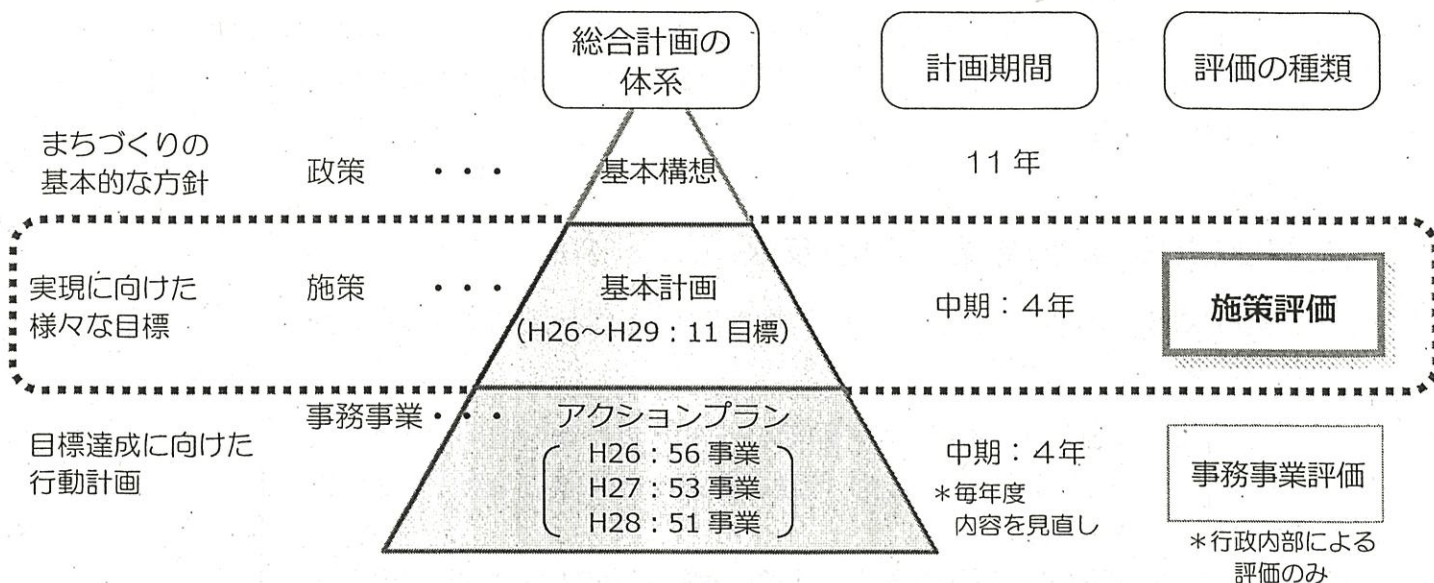 総合計画の
体系
計画期間
評価の種類
まちづくりの
基本的な方針
政策 ・・・
基本構想
11年
実現に向けた
様々な目標
施策 ・・・
基本計画
(H26～H29：11目標)
中期：4年
施策評価
目標達成に向けた
行動計画
事務事業・・・
アクションプラン
H26：56事業
H27：53事業
H28：51事業
中期：4年
＊毎年度
内容を見直し
事務事業評価
＊行政内部による
評価のみ